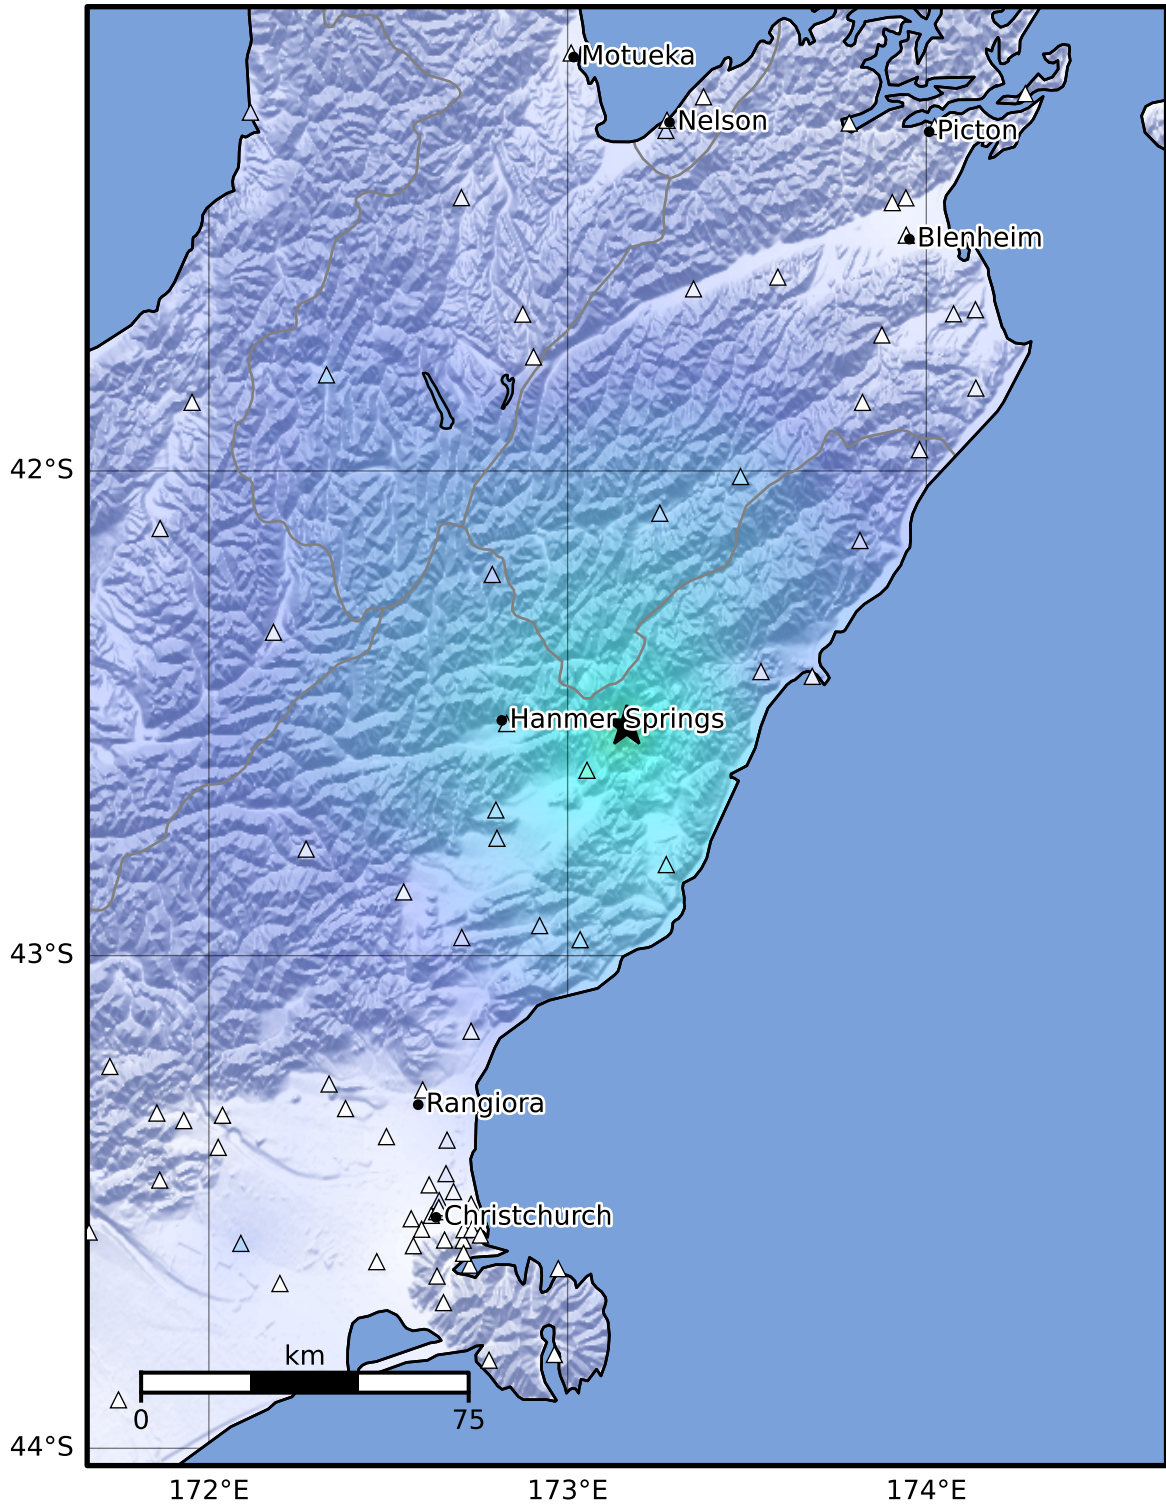 Motueka
Nelson
Picton
Blenheim
42°S
Hanmer Springs
43°S
Rangiora
Christchurch
km
0
75
44°S
172°E
173°E
174°E